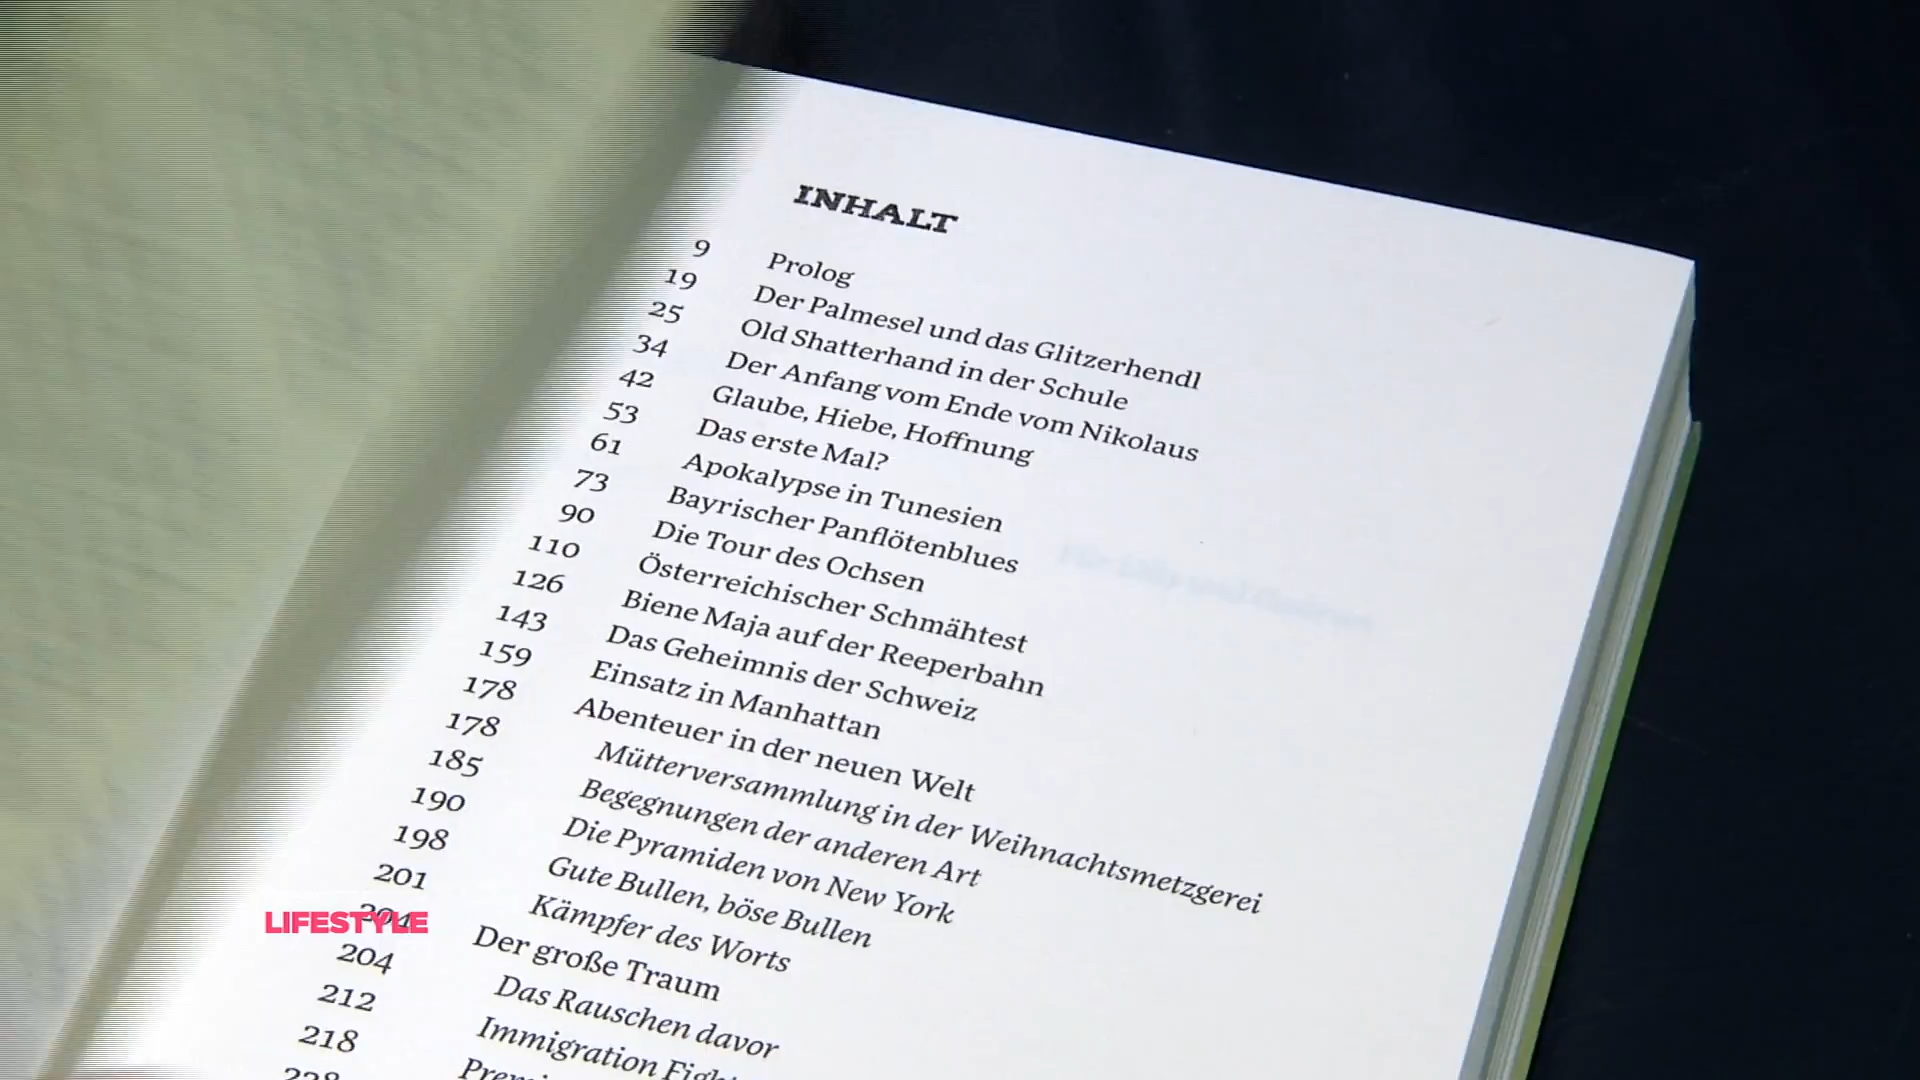 INHALT
9 Prolog
19 Der Palmesel und das Glitzerhendl
25 Old Shatterhand in der Schule
34 Der Anfang vom Ende vom Nikolaus
42 Glaube, Hiebe, Hoffnung
53 Das erste Mal?
61 Apokalypse in Tunesien
73 Bayrischer Panflötenblues
90 Die Tour des Ochsen
110 Österreichischer Schmähtest
126 Biene Maja auf der Reeperbahn
143 Das Geheimnis der Schweiz
159 Einsatz in Manhattan
178 Abenteuer in der neuen Welt
178 Mütterversammlung in der Weihnachtsmetzgerei
185 Begegnungen der anderen Art
190 Die Pyramiden von New York
198 Gute Bullen, böse Bullen
201 Kämpfer des Worts
204 Der große Traum
204 Das Rauschen davor
212 Immigration
218
LIFESTYLE